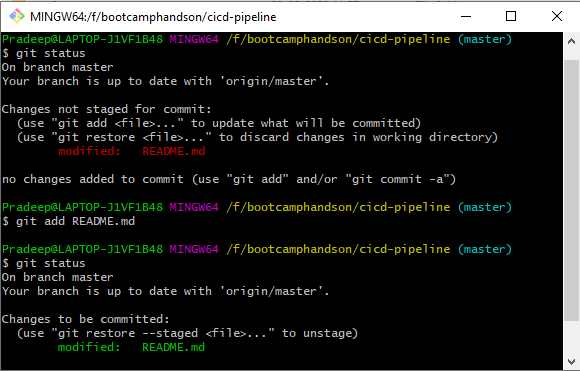 MINGW64:/f/bootcamphandson/cicd-pipeline
Pradeep@LAPTOP-J1VF1B48 MINGW64 /f/bootcamphandson/cicd-pipeline (master)
$ git status
On branch master
Your branch is up to date with 'origin/master'.

Changes not staged for commit:
  (use "git add <file>..." to update what will be committed)
  (use "git restore <file>..." to discard changes in working directory)
        modified:   README.md

no changes added to commit (use "git add" and/or "git commit -a")

Pradeep@LAPTOP-J1VF1B48 MINGW64 /f/bootcamphandson/cicd-pipeline (master)
$ git add README.md

Pradeep@LAPTOP-J1VF1B48 MINGW64 /f/bootcamphandson/cicd-pipeline (master)
$ git status
On branch master
Your branch is up to date with 'origin/master'.

Changes to be committed:
  (use "git restore --staged <file>..." to unstage)
        modified:   README.md